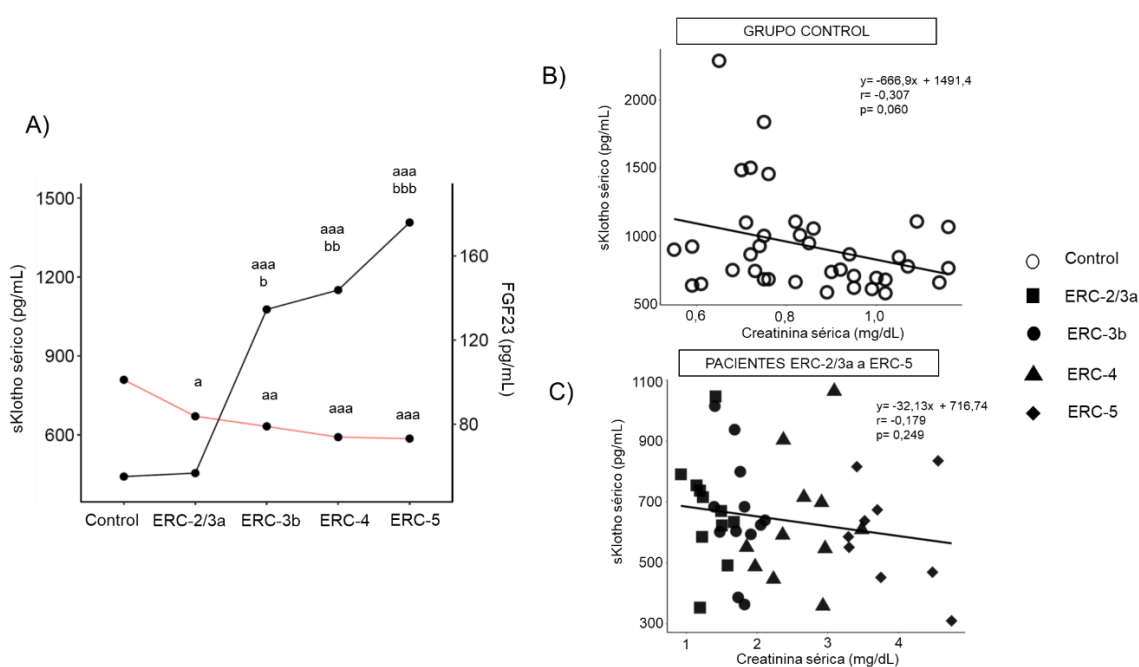 A)
sKlotho sérico (pg/mL)
1500
1200
900
600
FGF23 (pg/mL)
160
120
80
a
aa
aaa
aaa
aaa
b
aaa
bb
aaa
bbb
Control
ERC-2/3a
ERC-3b
ERC-4
ERC-5
B)
GRUPO CONTROL
y= -666,9x + 1491,4
r= -0,307
p= 0,060
sKlotho sérico (pg/mL)
2000
1500
1000
500
0,6
0,8
1,0
Creatinina sérica (mg/dL)
C)
PACIENTES ERC-2/3a a ERC-5
y= -32,13x + 716,74
r= -0,179
p= 0,249
sKlotho sérico (pg/mL)
1100
900
700
500
300
1
2
3
4
Creatinina sérica (mg/dL)
Control
ERC-2/3a
ERC-3b
ERC-4
ERC-5